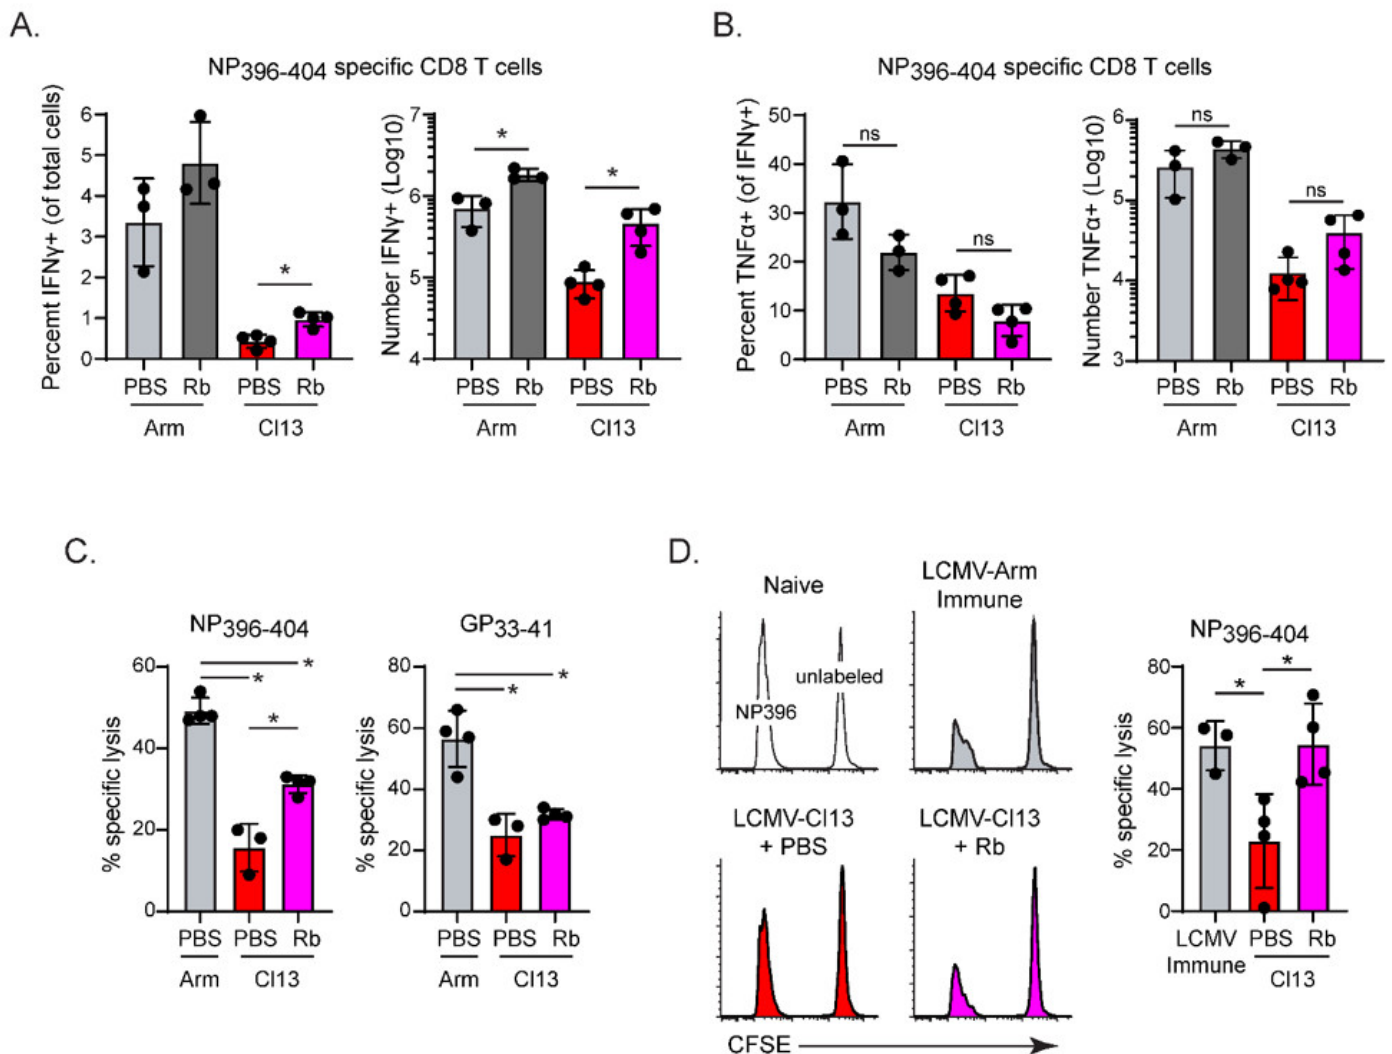 A.
NP396-404 specific CD8 T cells
Percemt IFNγ+ (of total cells)
6
5
4
3
2
1
0
PBS Rb PBS Rb
Arm Cl13
Number IFNγ+ (Log10)
7
6
5
4
PBS Rb PBS Rb
Arm Cl13
*
*
*
B.
NP396-404 specific CD8 T cells
Percent TNFα+ (of IFNγ+)
50
40
30
20
10
0
ns
ns
PBS Rb PBS Rb
Arm Cl13
Number TNFα+ (Log10)
6
5
4
3
ns
ns
PBS Rb PBS Rb
Arm Cl13
C.
NP396-404
% specific lysis
60
40
20
0
*
*
*
PBS PBS Rb
Arm Cl13
GP33-41
% specific lysis
80
60
40
20
0
*
*
PBS PBS Rb
Arm Cl13
D.
Naive
NP396
unlabeled
LCMV-Arm
Immune
LCMV-Cl13
+ PBS
LCMV-Cl13
+ Rb
CFSE
NP396-404
% specific lysis
80
60
40
20
0
*
*
LCMV PBS Rb
Immune
Cl13